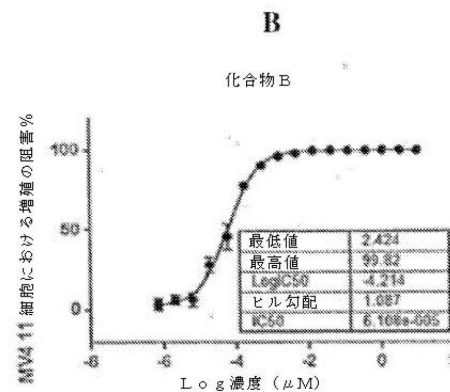 B
化合物B
MV4 11 細胞における増殖の阻害%
100
50
0
最低値 2.424
最高値 99.82
LogIC50 -4.214
ヒル勾配 1.087
IC50 6.108e-005
-8 -6 -4 -2 0 2
Log濃度 (μM)